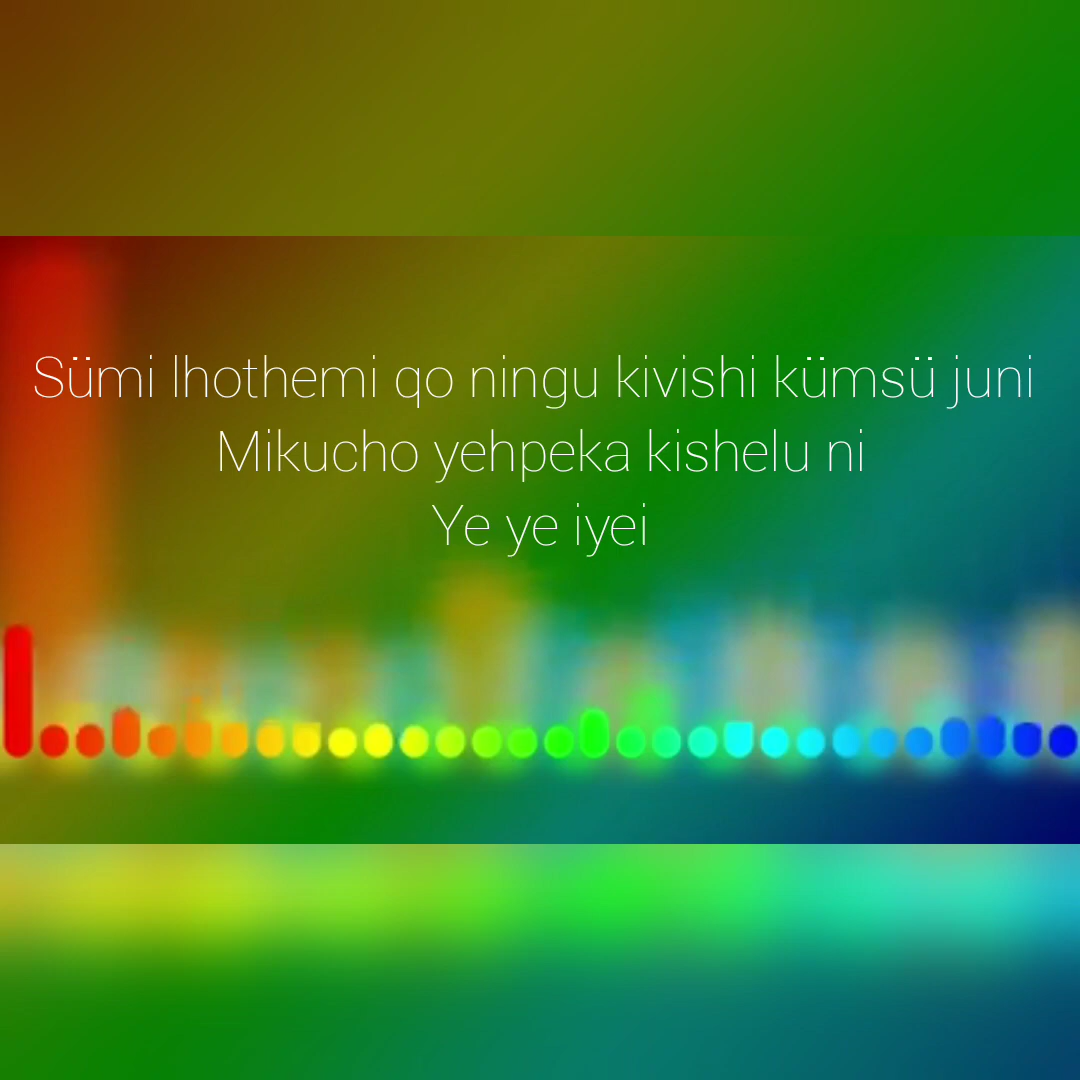 Sümi lhothemi qo ningu kivishi kümsü juni
Mikucho yehpeka kishelu ni
Ye ye iyei